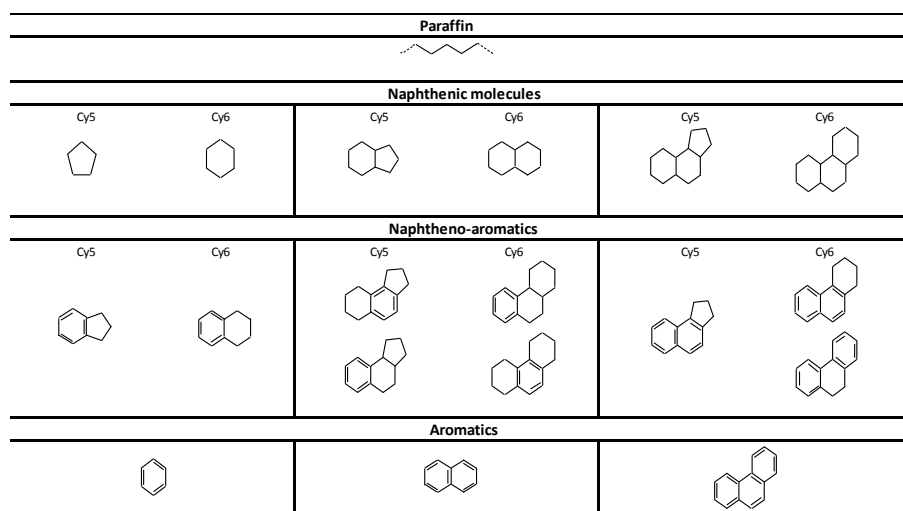 Paraffin
Naphthenic molecules
Cy5 Cy6 Cy5 Cy6 Cy5 Cy6
Naphtheno-aromatics
Cy5 Cy6 Cy5 Cy6 Cy5 Cy6
Aromatics